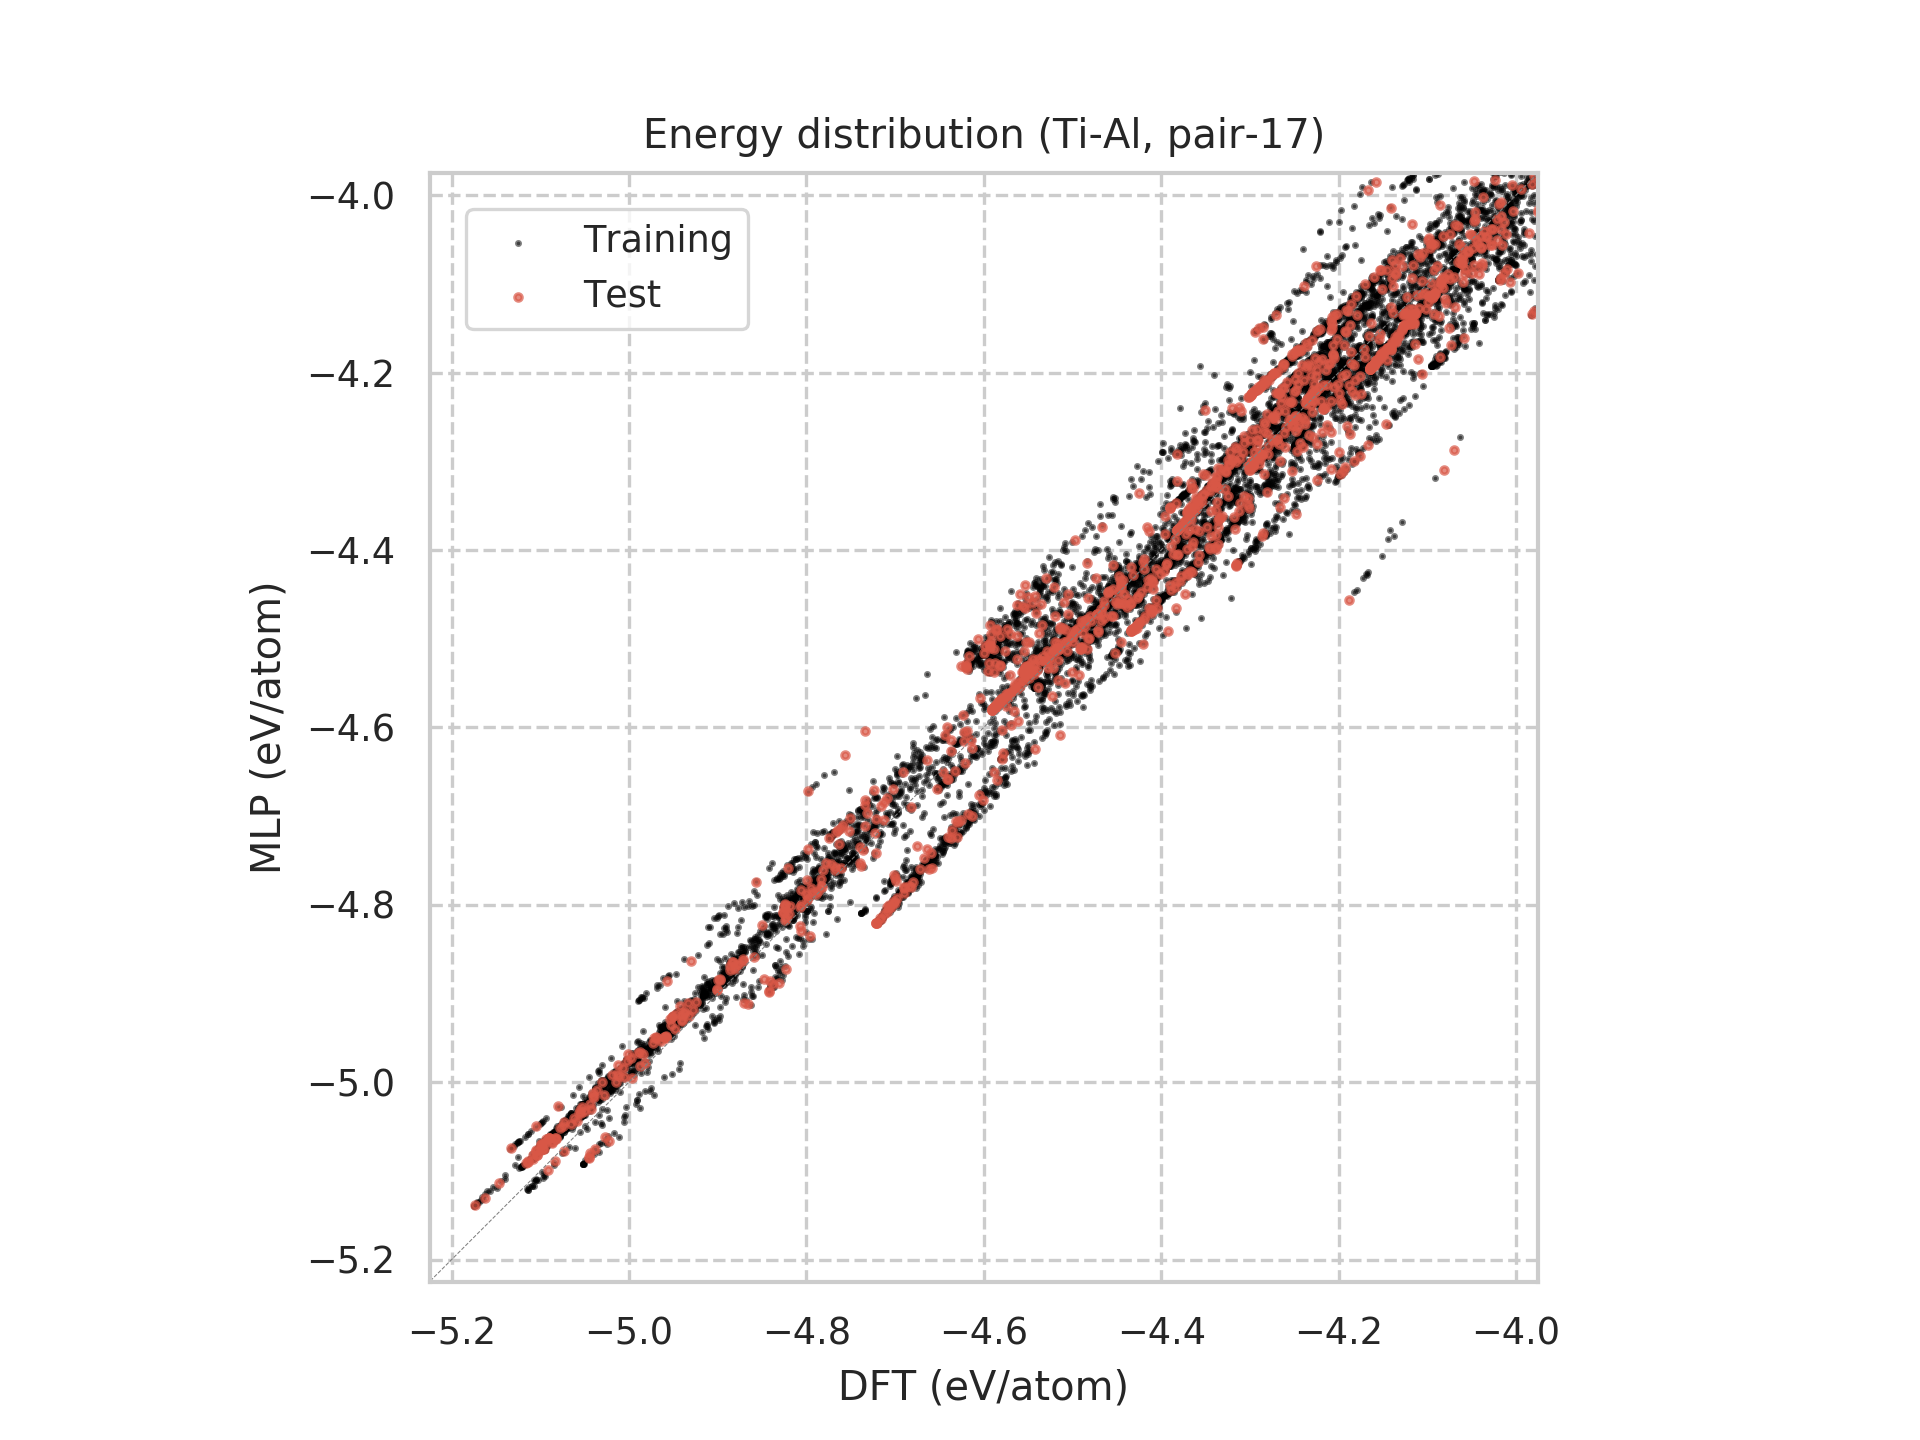 Energy distribution (Ti-Al, pair-17)
−4.0
−4.2
−4.4
−4.6
−4.8
−5.0
−5.2
MLP (eV/atom)
Training
Test
−5.2 −5.0 −4.8 −4.6 −4.4 −4.2 −4.0
DFT (eV/atom)